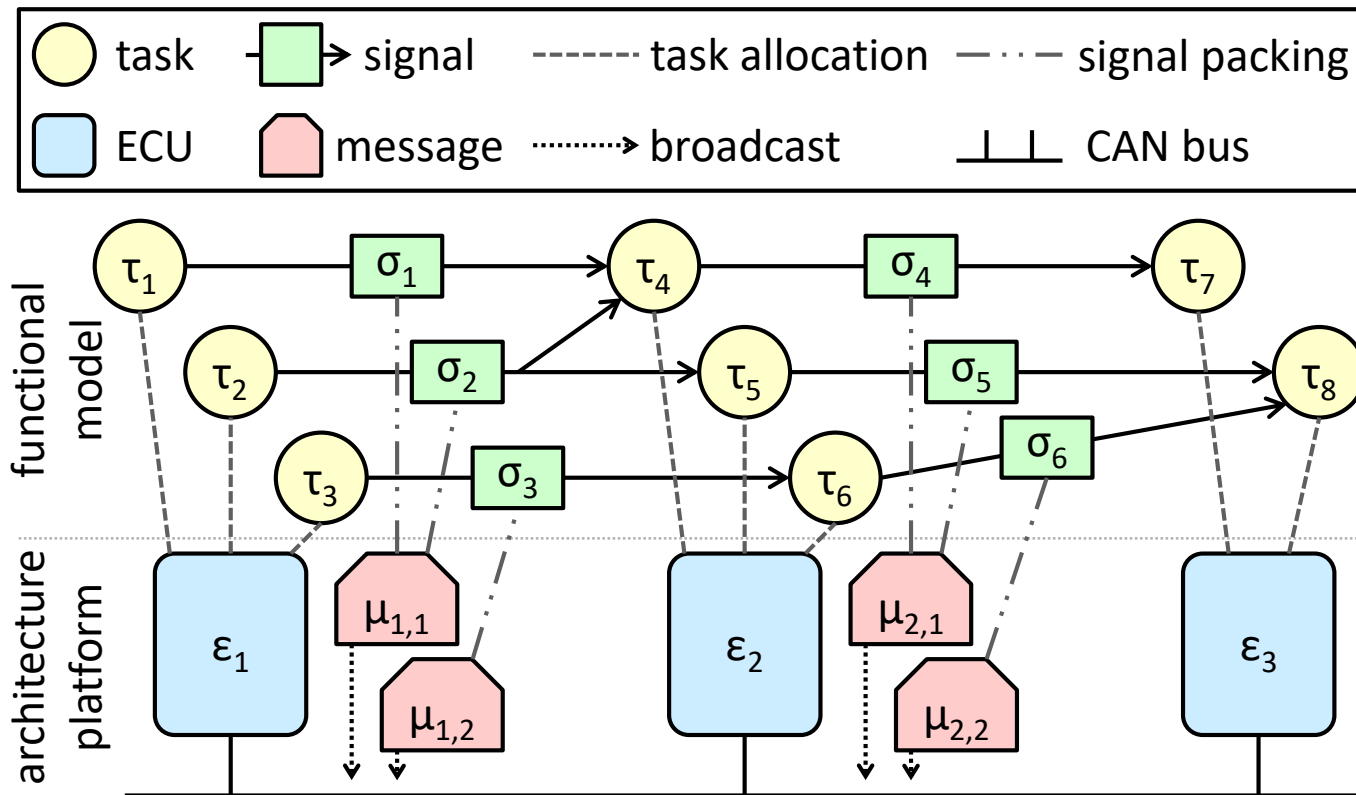 task signal task allocation signal packing
ECU message broadcast CAN bus
functional model
τ₁ σ₁ τ₄ σ₄ τ₇
τ₂ σ₂ τ₅ σ₅ τ₈
τ₃ σ₃ τ₆ σ₆
architecture platform
ε₁ μ₁,₁ ε₂ μ₂,₁ ε₃
μ₁,₂ μ₂,₂